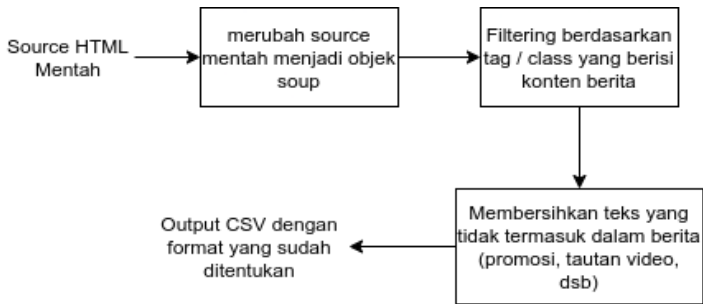 Source HTML
Mentah
merubah source
mentah menjadi objek
soup
Filtering berdasarkan
tag / class yang berisi
konten berita
Membersihkan teks yang
tidak termasuk dalam berita
(promosi, tautan video,
dsb)
Output CSV dengan
format yang sudah
ditentukan